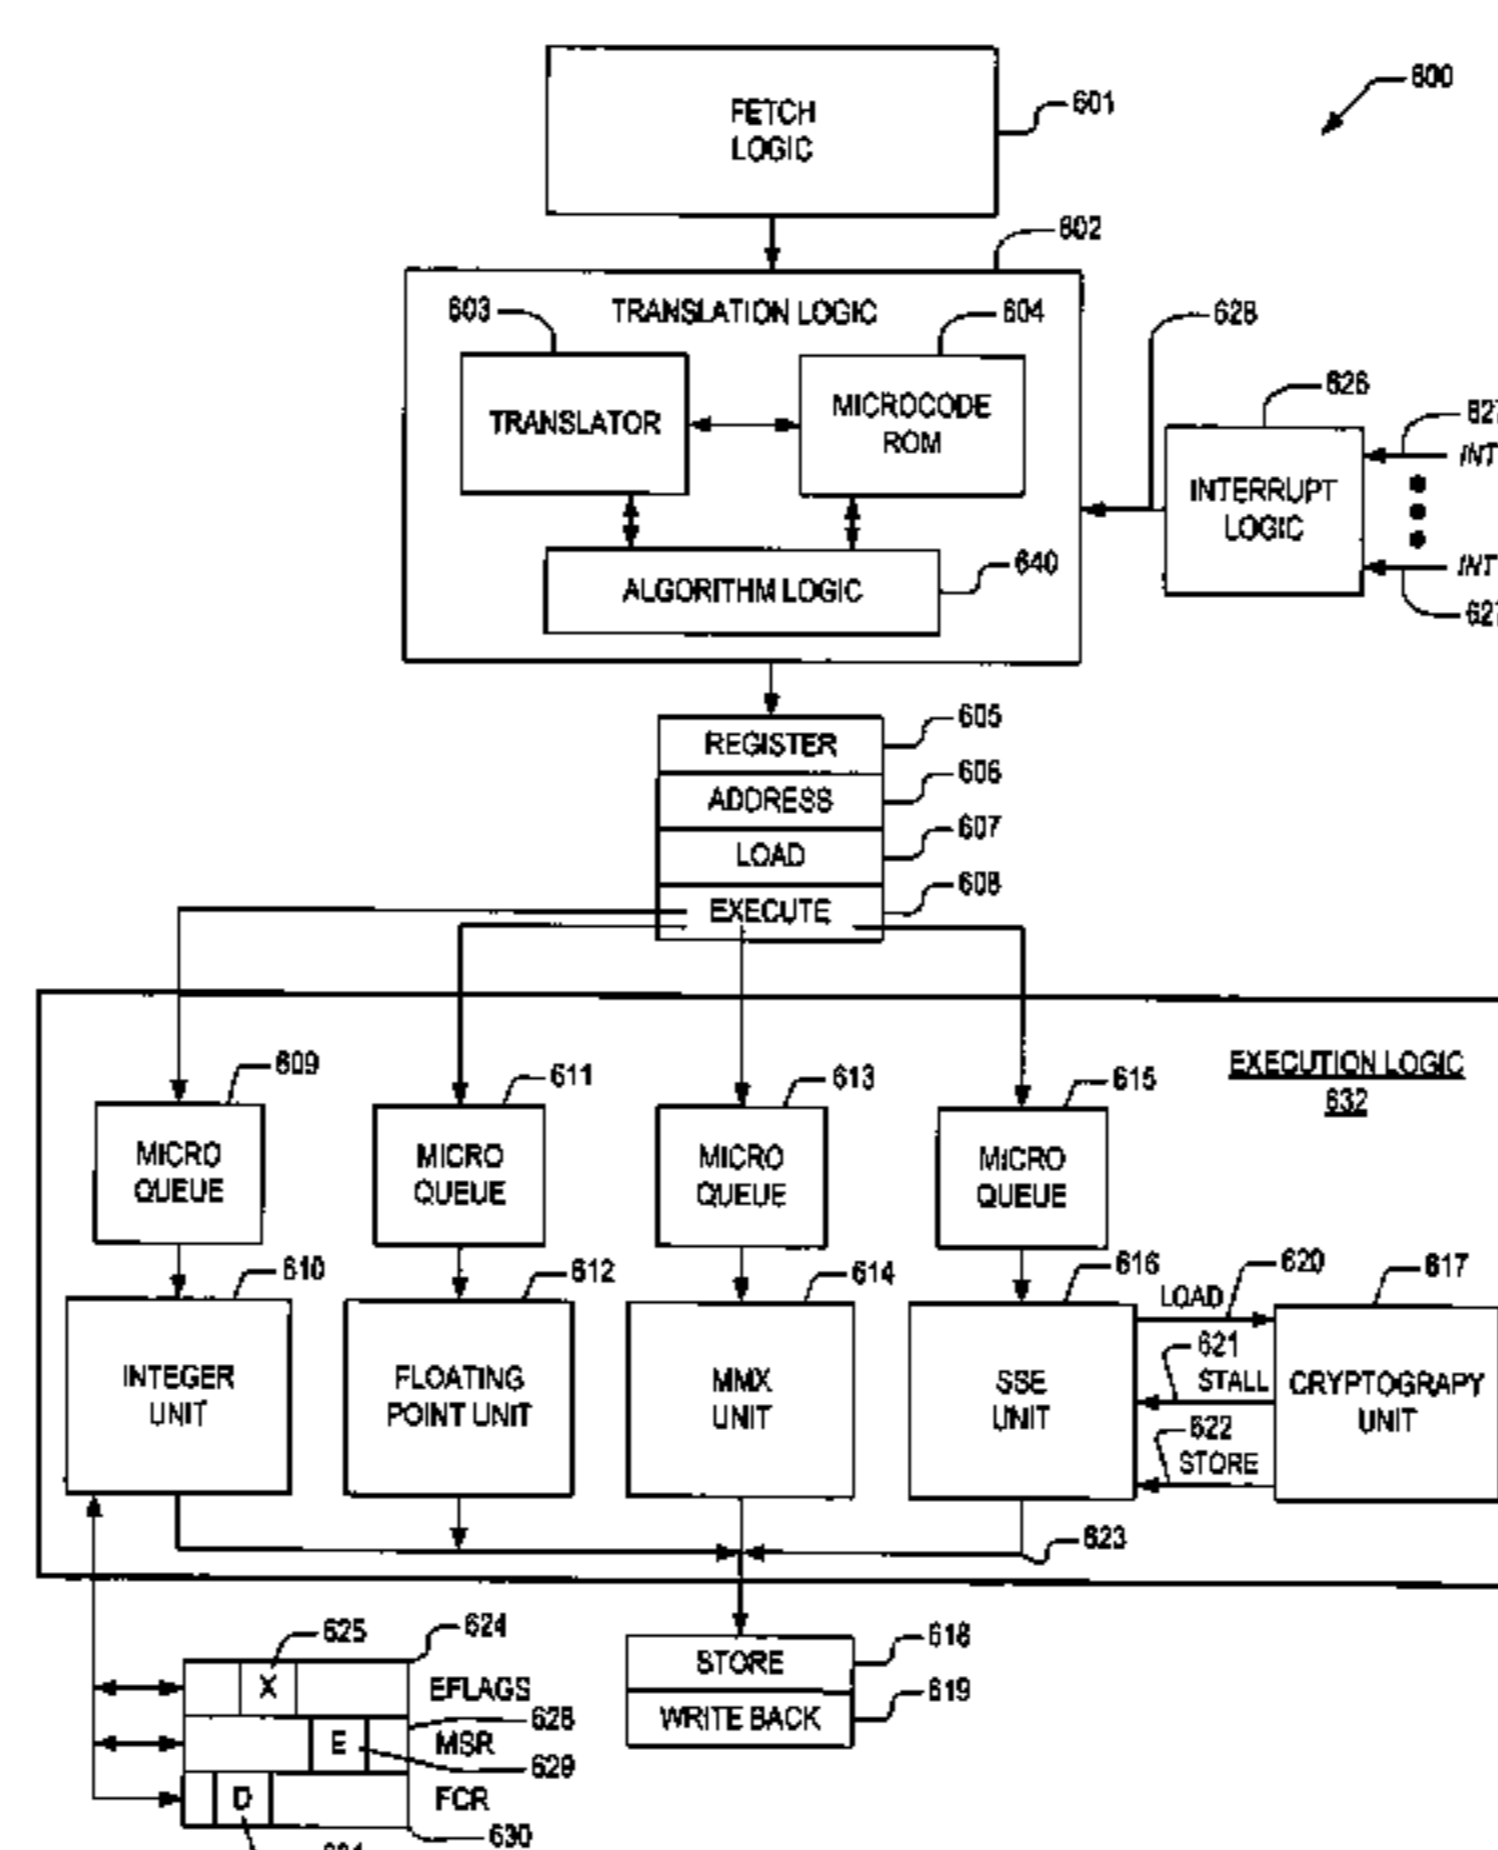 600
FETCH
LOGIC
601
602
TRANSLATION LOGIC
603
604
TRANSLATOR
MICROCODE
ROM
ALGORITHM LOGIC
640
628
626
INTERRUPT
LOGIC
INT
INT
REGISTER
605
ADDRESS
606
LOAD
607
EXECUTE
608
EXECUTION LOGIC
632
609
611
613
615
MICRO
QUEUE
MICRO
QUEUE
MICRO
QUEUE
MICRO
QUEUE
610
612
614
616
620
617
INTEGER
UNIT
FLOATING
POINT UNIT
MMX
UNIT
SSE
UNIT
LOAD
621
STALL
622
STORE
CRYPTOGRAPY
UNIT
623
STORE
618
WRITE BACK
619
625
624
X
EFLAGS
628
E
MSR
629
D
FCR
630